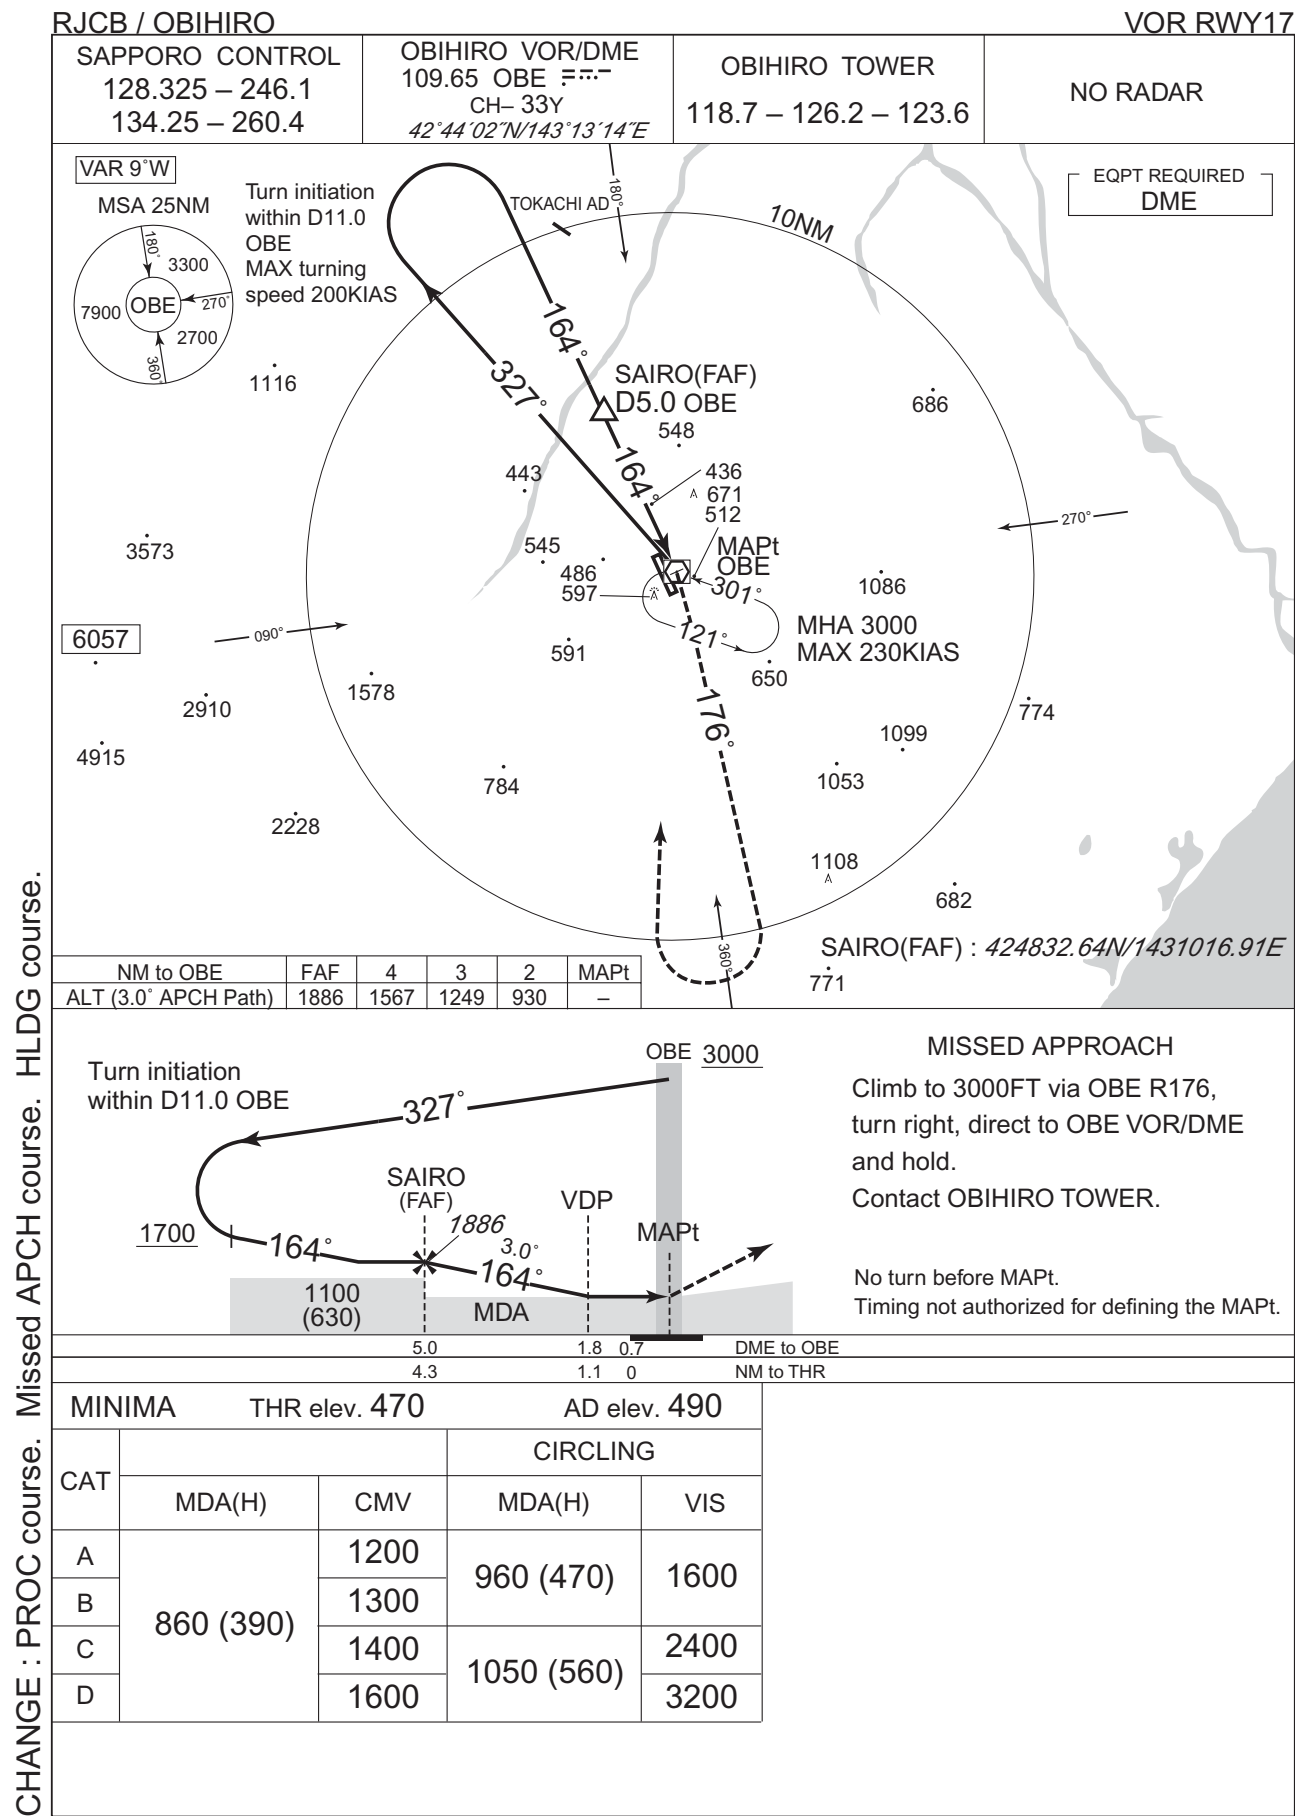 RJCB / OBIHIRO
VOR RWY17
SAPPORO CONTROL
128.325 – 246.1
134.25 – 260.4
OBIHIRO VOR/DME
109.65 OBE
CH– 33Y
42°44′02″N/143°13′14″E
OBIHIRO TOWER
118.7 – 126.2 – 123.6
NO RADAR
VAR 9°W
MSA 25NM
180°
3300
7900
OBE
270°
2700
360°
Turn initiation
within D11.0
OBE
MAX turning
speed 200KIAS
TOKACHI AD
180°
10NM
EQPT REQUIRED
DME
164°
327°
SAIRO(FAF)
D5.0 OBE
164°
1116
686
548
443
436
671
512
3573
545
486
597
MAPt
OBE
301°
1086
270°
6057
090°
121°
MHA 3000
MAX 230KIAS
591
650
1578
2910
176°
774
4915
1099
784
1053
2228
1108
682
360°
SAIRO(FAF) : 424832.64N/1431016.91E
771
NM to OBE FAF 4 3 2 MAPt
ALT (3.0° APCH Path) 1886 1567 1249 930 –
Turn initiation
within D11.0 OBE
OBE 3000
327°
SAIRO
(FAF)
1886
VDP
MAPt
1700
164°
3.0°
164°
1100
(630)
MDA
MISSED APPROACH
Climb to 3000FT via OBE R176,
turn right, direct to OBE VOR/DME
and hold.
Contact OBIHIRO TOWER.
No turn before MAPt.
Timing not authorized for defining the MAPt.
5.0 1.8 0.7 DME to OBE
4.3 1.1 0 NM to THR
MINIMA THR elev. 470 AD elev. 490
CAT
CIRCLING
MDA(H) CMV MDA(H) VIS
A 1200
960 (470) 1600
B 1300
860 (390)
C 1400 2400
1050 (560)
D 1600 3200
CHANGE : PROC course. Missed APCH course. HLDG course.